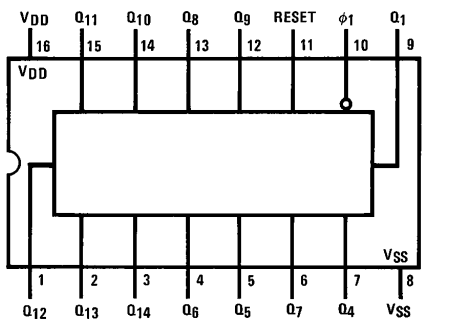 VDD Q11 Q10 Q8 Q9 RESET ϕ1 Q1
16 15 14 13 12 11 10 9
VDD
VSS
1 2 3 4 5 6 7 8
Q12 Q13 Q14 Q6 Q5 Q7 Q4 VSS